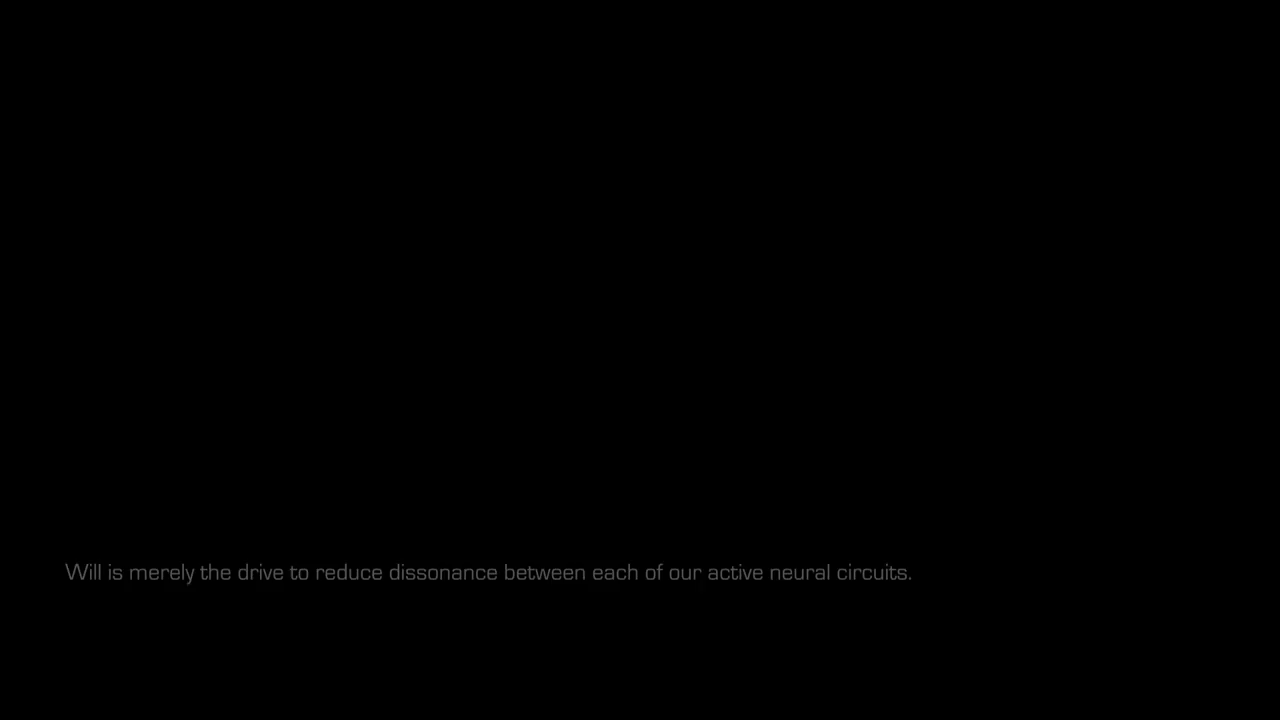 Will is merely the drive to reduce dissonance between each of our active neural circuits.